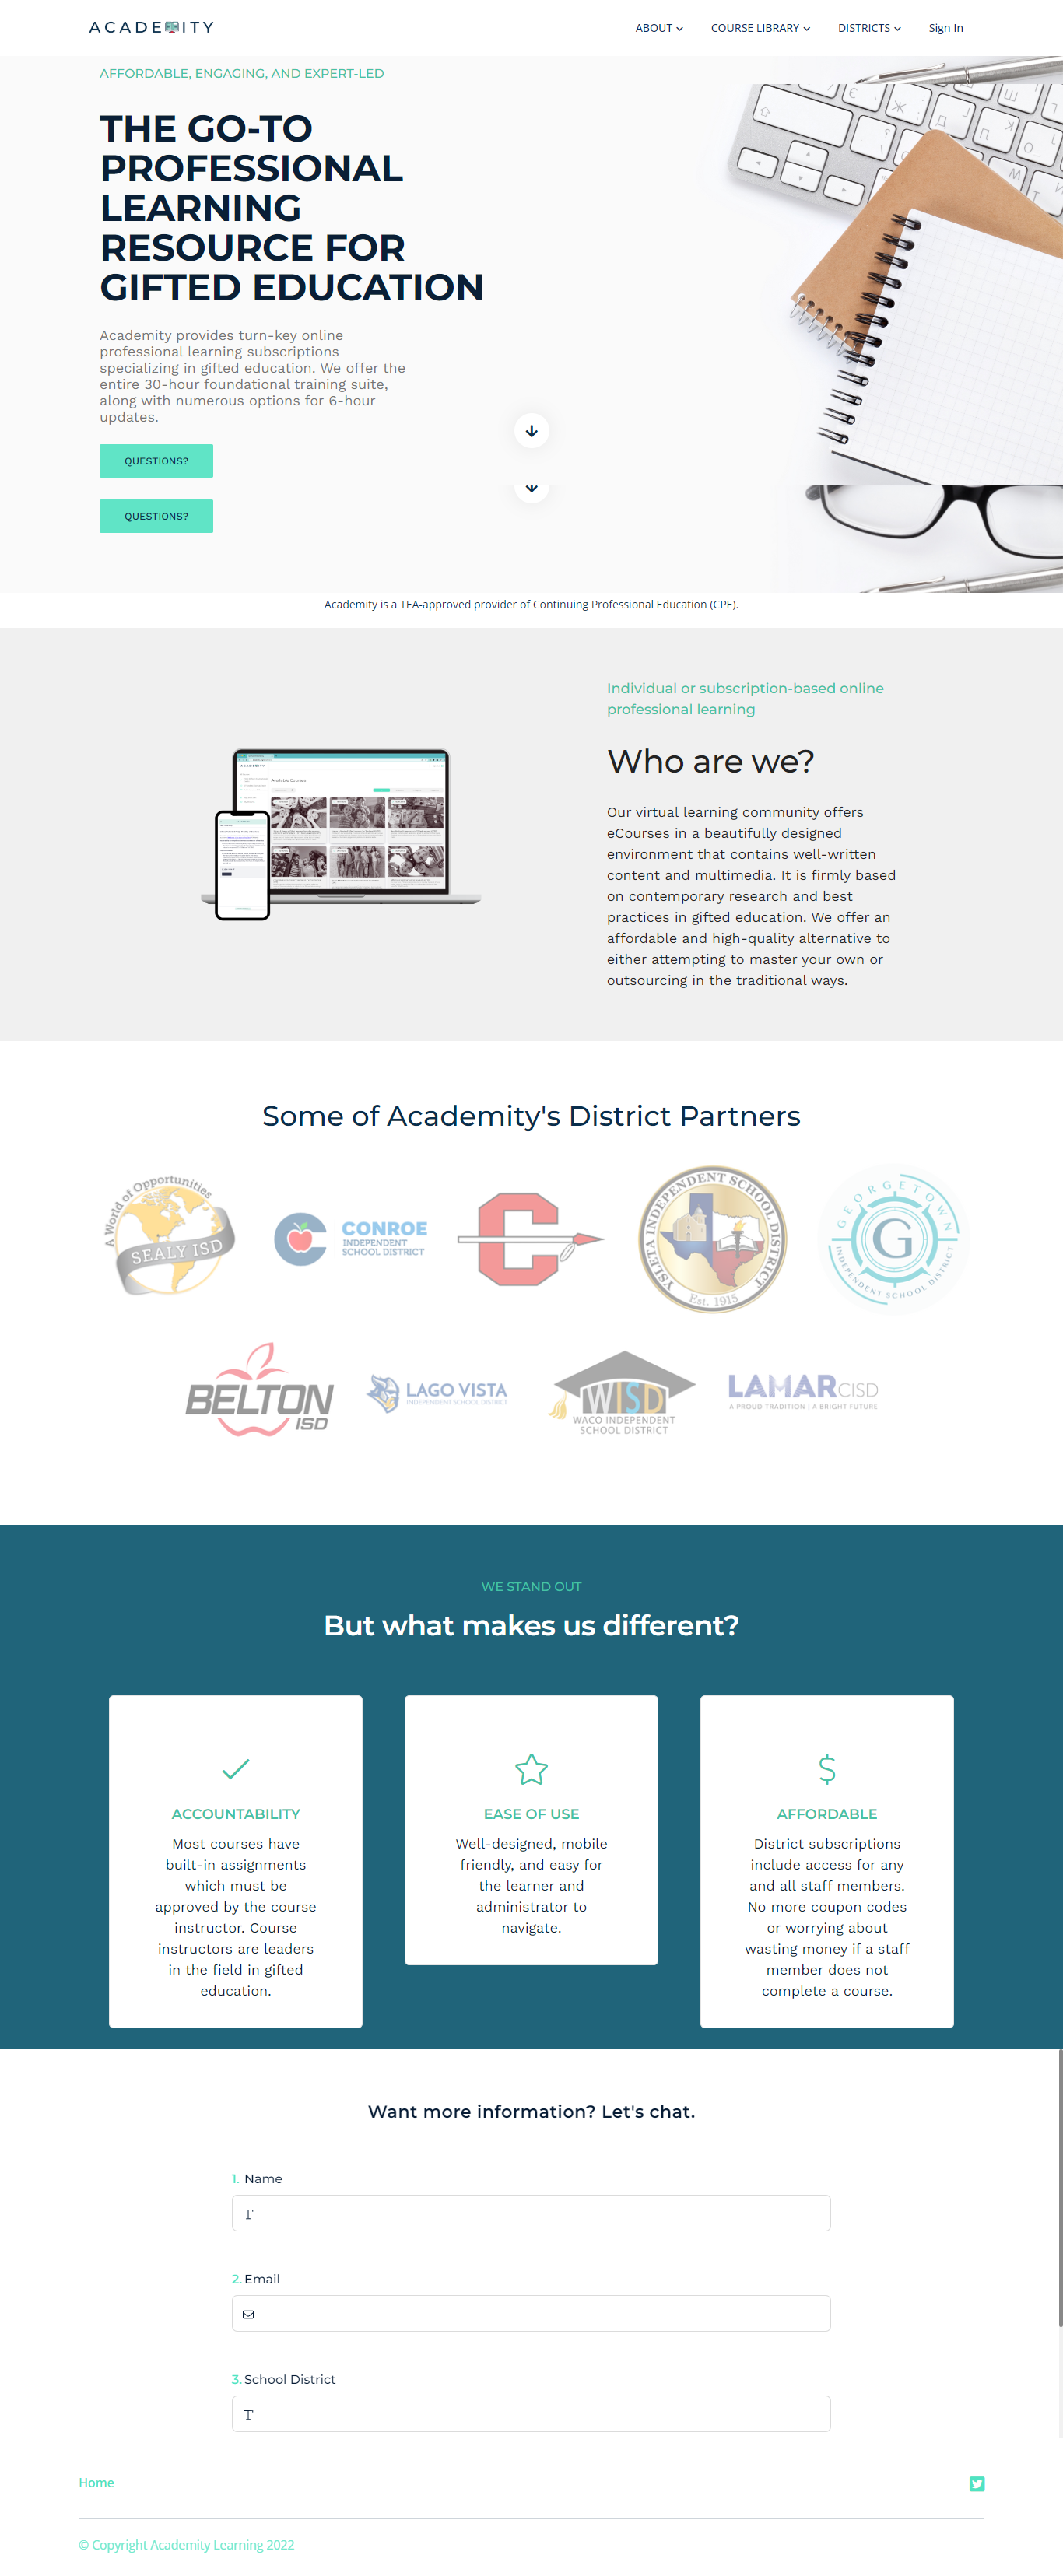 ACADEMITY
ABOUT
COURSE LIBRARY
DISTRICTS
Sign In
AFFORDABLE, ENGAGING, AND EXPERT-LED
THE GO-TO
PROFESSIONAL
LEARNING
RESOURCE FOR
GIFTED EDUCATION
Academity provides turn-key online
professional learning subscriptions
specializing in gifted education. We offer the
entire 30-hour foundational training suite,
along with numerous options for 6-hour
updates.
QUESTIONS?
QUESTIONS?
Academity is a TEA-approved provider of Continuing Professional Education (CPE).
Individual or subscription-based online
professional learning
Who are we?
Our virtual learning community offers
eCourses in a beautifully designed
environment that contains well-written
content and multimedia. It is firmly based
on contemporary research and best
practices in gifted education. We offer an
affordable and high-quality alternative to
either attempting to master your own or
outsourcing in the traditional ways.
Available Courses
Some of Academity's District Partners
A World of Opportunities
SEALY ISD
CONROE
INDEPENDENT
SCHOOL DISTRICT
C
YSLETA INDEPENDENT SCHOOL DISTRICT
Est. 1915
GEORGETOWN
G
INDEPENDENT SCHOOL DISTRICT
BELTON
ISD
LAGO VISTA
INDEPENDENT SCHOOL DISTRICT
WISD
WACO INDEPENDENT
SCHOOL DISTRICT
LAMARCISD
A PROUD TRADITION | A BRIGHT FUTURE
WE STAND OUT
But what makes us different?
ACCOUNTABILITY
Most courses have
built-in assignments
which must be
approved by the course
instructor. Course
instructors are leaders
in the field in gifted
education.
EASE OF USE
Well-designed, mobile
friendly, and easy for
the learner and
administrator to
navigate.
AFFORDABLE
District subscriptions
include access for any
and all staff members.
No more coupon codes
or worrying about
wasting money if a staff
member does not
complete a course.
Want more information? Let's chat.
1. Name
2. Email
3. School District
Home
© Copyright Academity Learning 2022